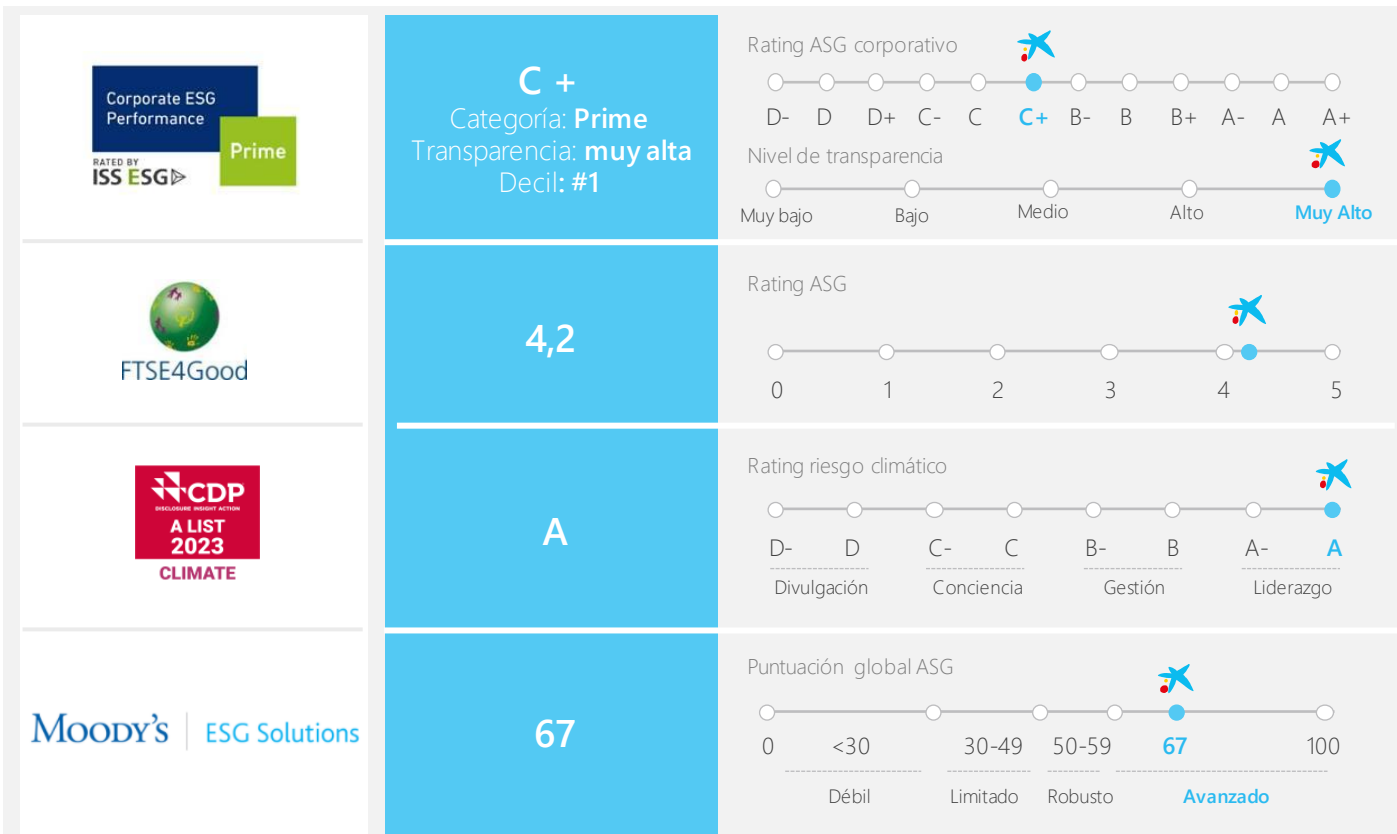 Corporate ESG
Performance
Prime
RATED BY
ISS ESG
C +
Categoría: Prime
Transparencia: muy alta
Decil: #1
Rating ASG corporativo
D- D D+ C- C C+ B- B B+ A- A A+
Nivel de transparencia
Muy bajo Bajo Medio Alto Muy Alto
FTSE4Good
4,2
Rating ASG
0 1 2 3 4 5
CDP
DISCLOSURE INSIGHT ACTION
A LIST
2023
CLIMATE
A
Rating riesgo climático
D- D C- C B- B A- A
Divulgación Conciencia Gestión Liderazgo
MOODY'S ESG Solutions
67
Puntuación global ASG
0 <30 30-49 50-59 67 100
Débil Limitado Robusto Avanzado